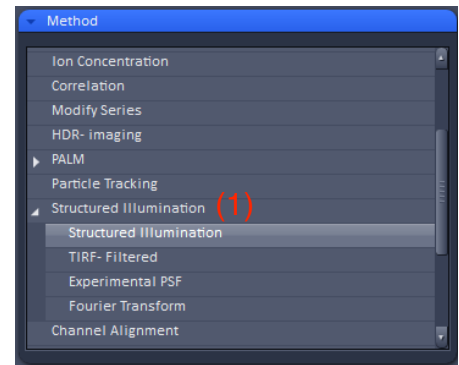 Method
Ion Concentration
Correlation
Modify Series
HDR- imaging
PALM
Particle Tracking
Structured Illumination (1)
Structured Illumination
TIRF- Filtered
Experimental PSF
Fourier Transform
Channel Alignment